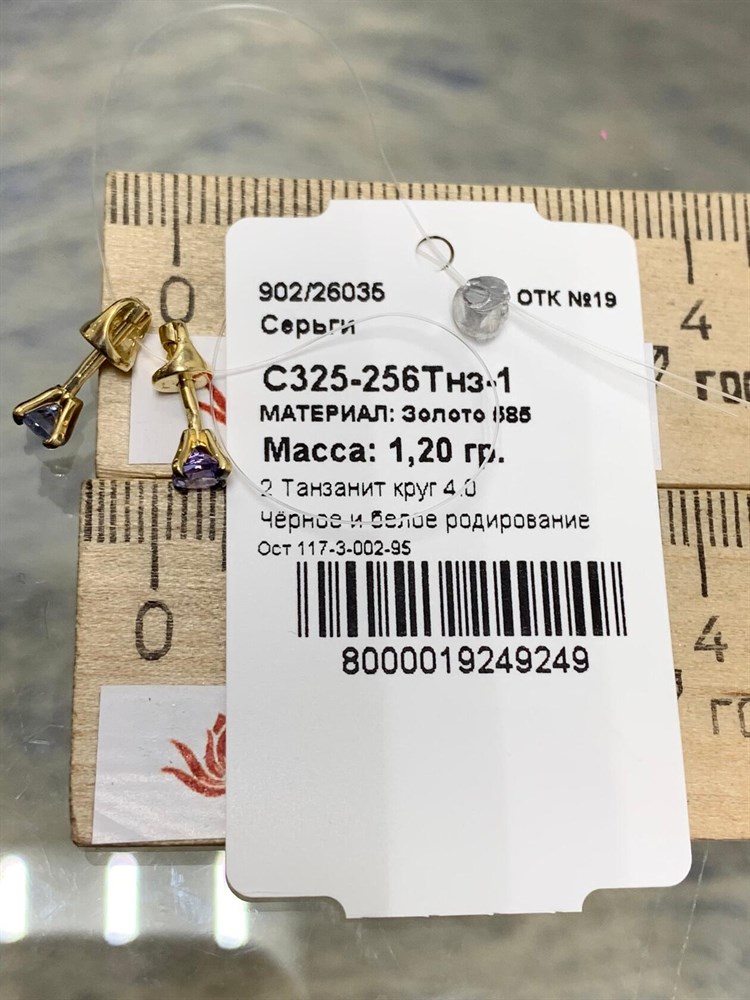 902/26035
ОТК №19
Серьги
С325-256Тнз-1
МАТЕРИАЛ: Золото 585
Масса: 1,20 гр.
2 Танзанит круг 4.0
Чёрное и белое родирование
Ост 117-3-002-95
8000019249249
0
4
0
4